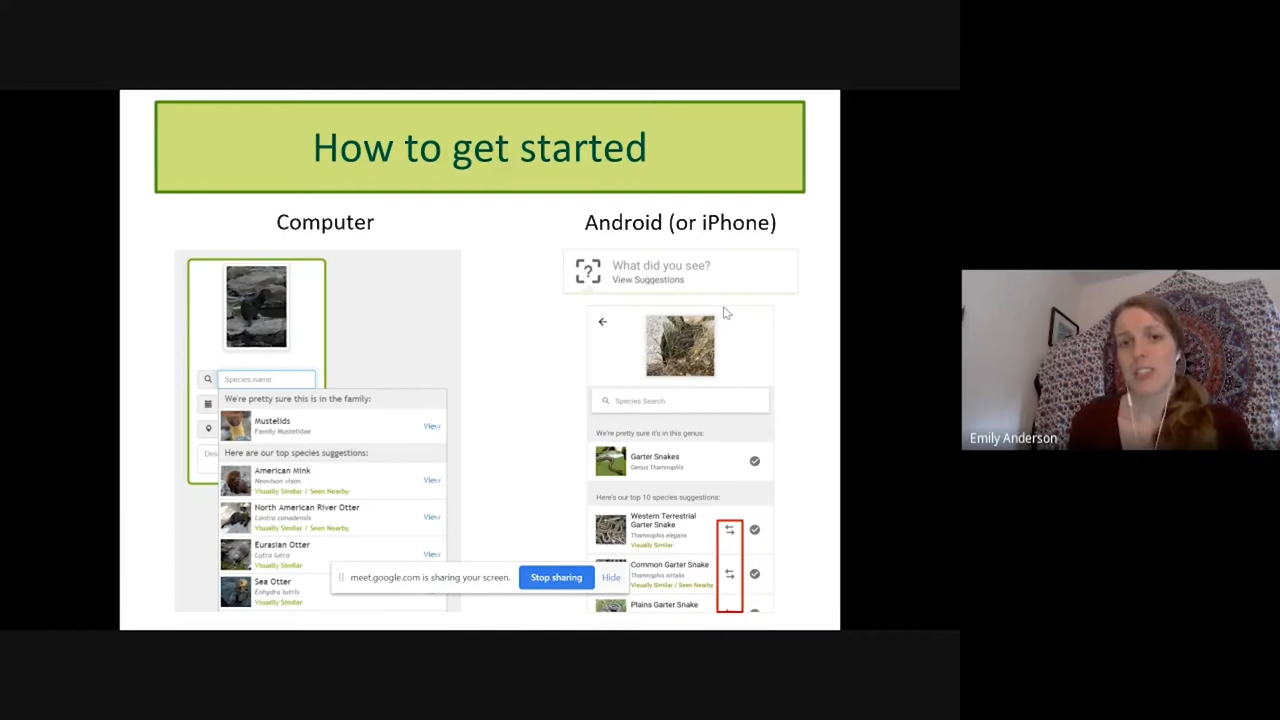 How to get started
Computer
Android (or iPhone)
What did you see?
View Suggestions
Species name
We're pretty sure this is in the family:
Mustelids
Family Mustelidae
View
Here are our top species suggestions:
American Mink
Neovison vison
Visually Similar / Seen Nearby
View
North American River Otter
Lontra canadensis
Visually Similar / Seen Nearby
View
Eurasian Otter
Lutra lutra
Visually Similar
View
Sea Otter
Enhydra lutris
Visually Similar
Des
Species Search
We're pretty sure it's in this genus:
Garter Snakes
Genus Thamnophis
Here's our top 10 species suggestions:
Western Terrestrial
Garter Snake
Thamnophis elegans
Visually Similar
Common Garter Snake
Thamnophis sirtalis
Visually Similar / Seen Nearby
Plains Garter Snake
meet.google.com is sharing your screen.
Stop sharing
Hide
Emily Anderson